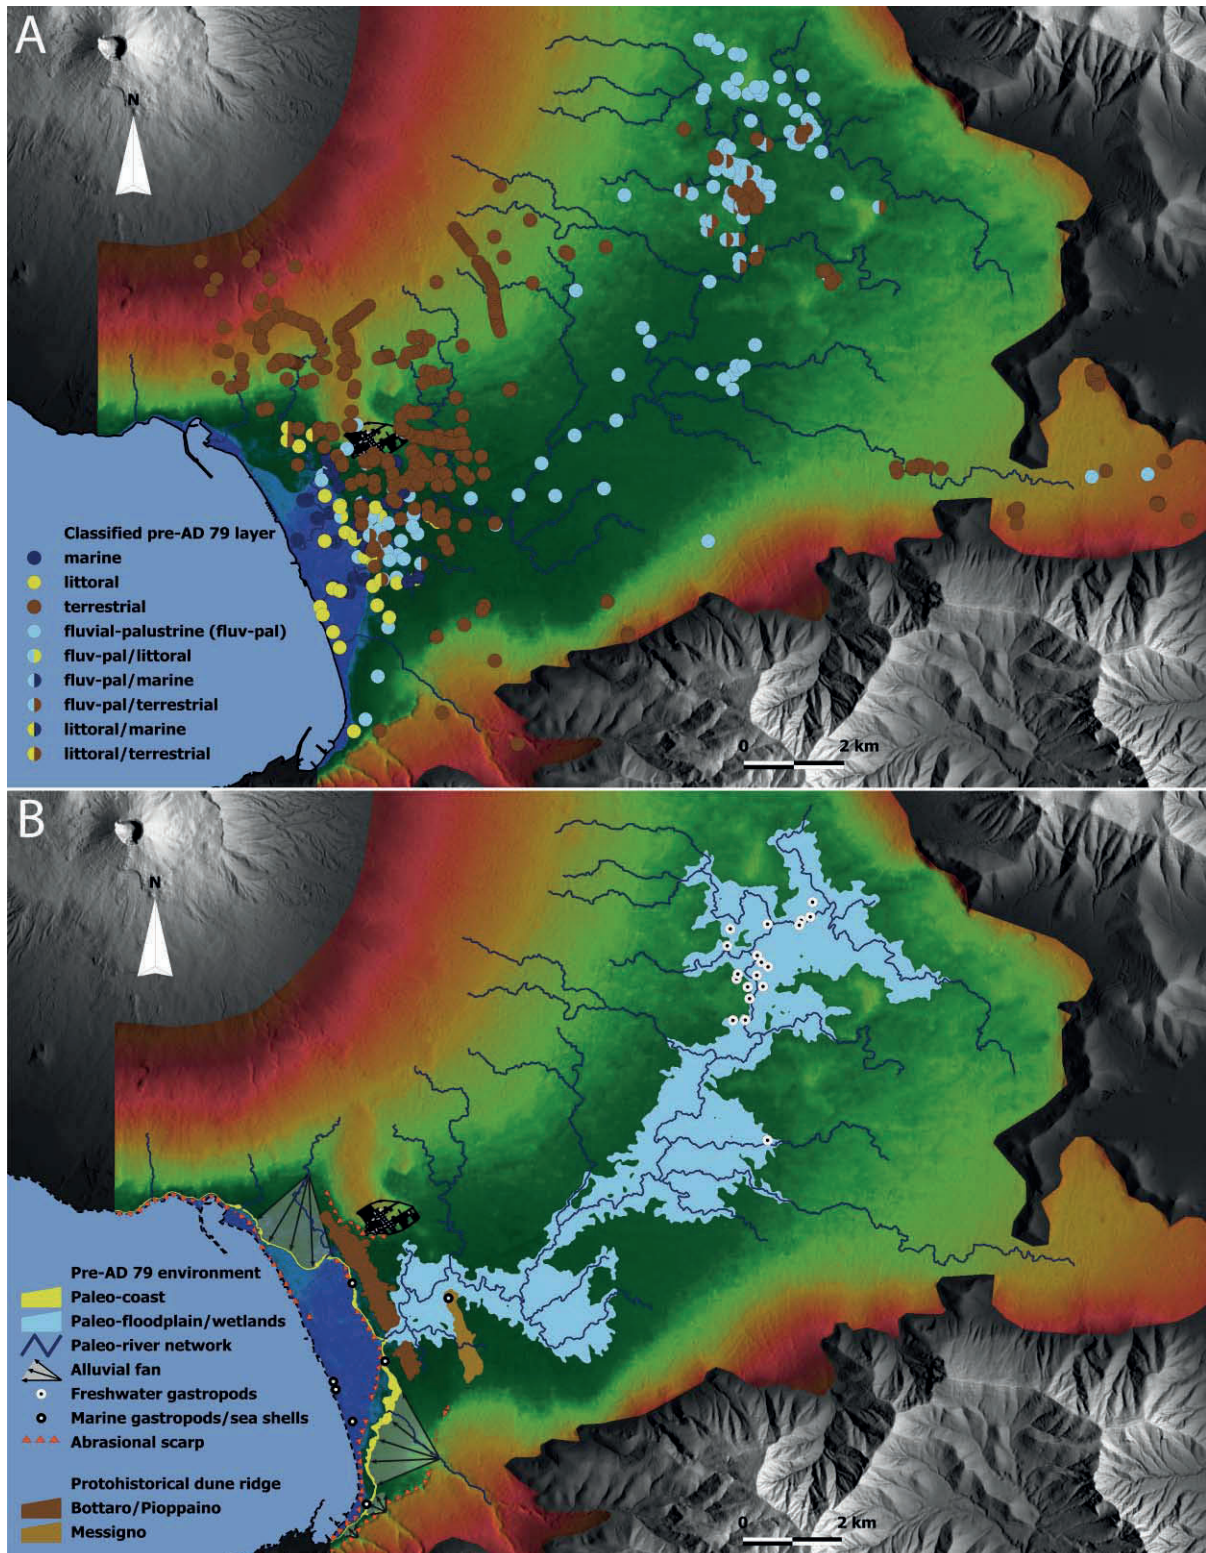 A
N
Classified pre-AD 79 layer
marine
littoral
terrestrial
fluvial-palustrine (fluv-pal)
fluv-pal/littoral
fluv-pal/marine
fluv-pal/terrestrial
littoral/marine
littoral/terrestrial
0 2 km
B
N
Pre-AD 79 environment
Paleo-coast
Paleo-floodplain/wetlands
Paleo-river network
Alluvial fan
Freshwater gastropods
Marine gastropods/sea shells
Abrasional scarp
Protohistorical dune ridge
Bottaro/Pioppaino
Messigno
0 2 km